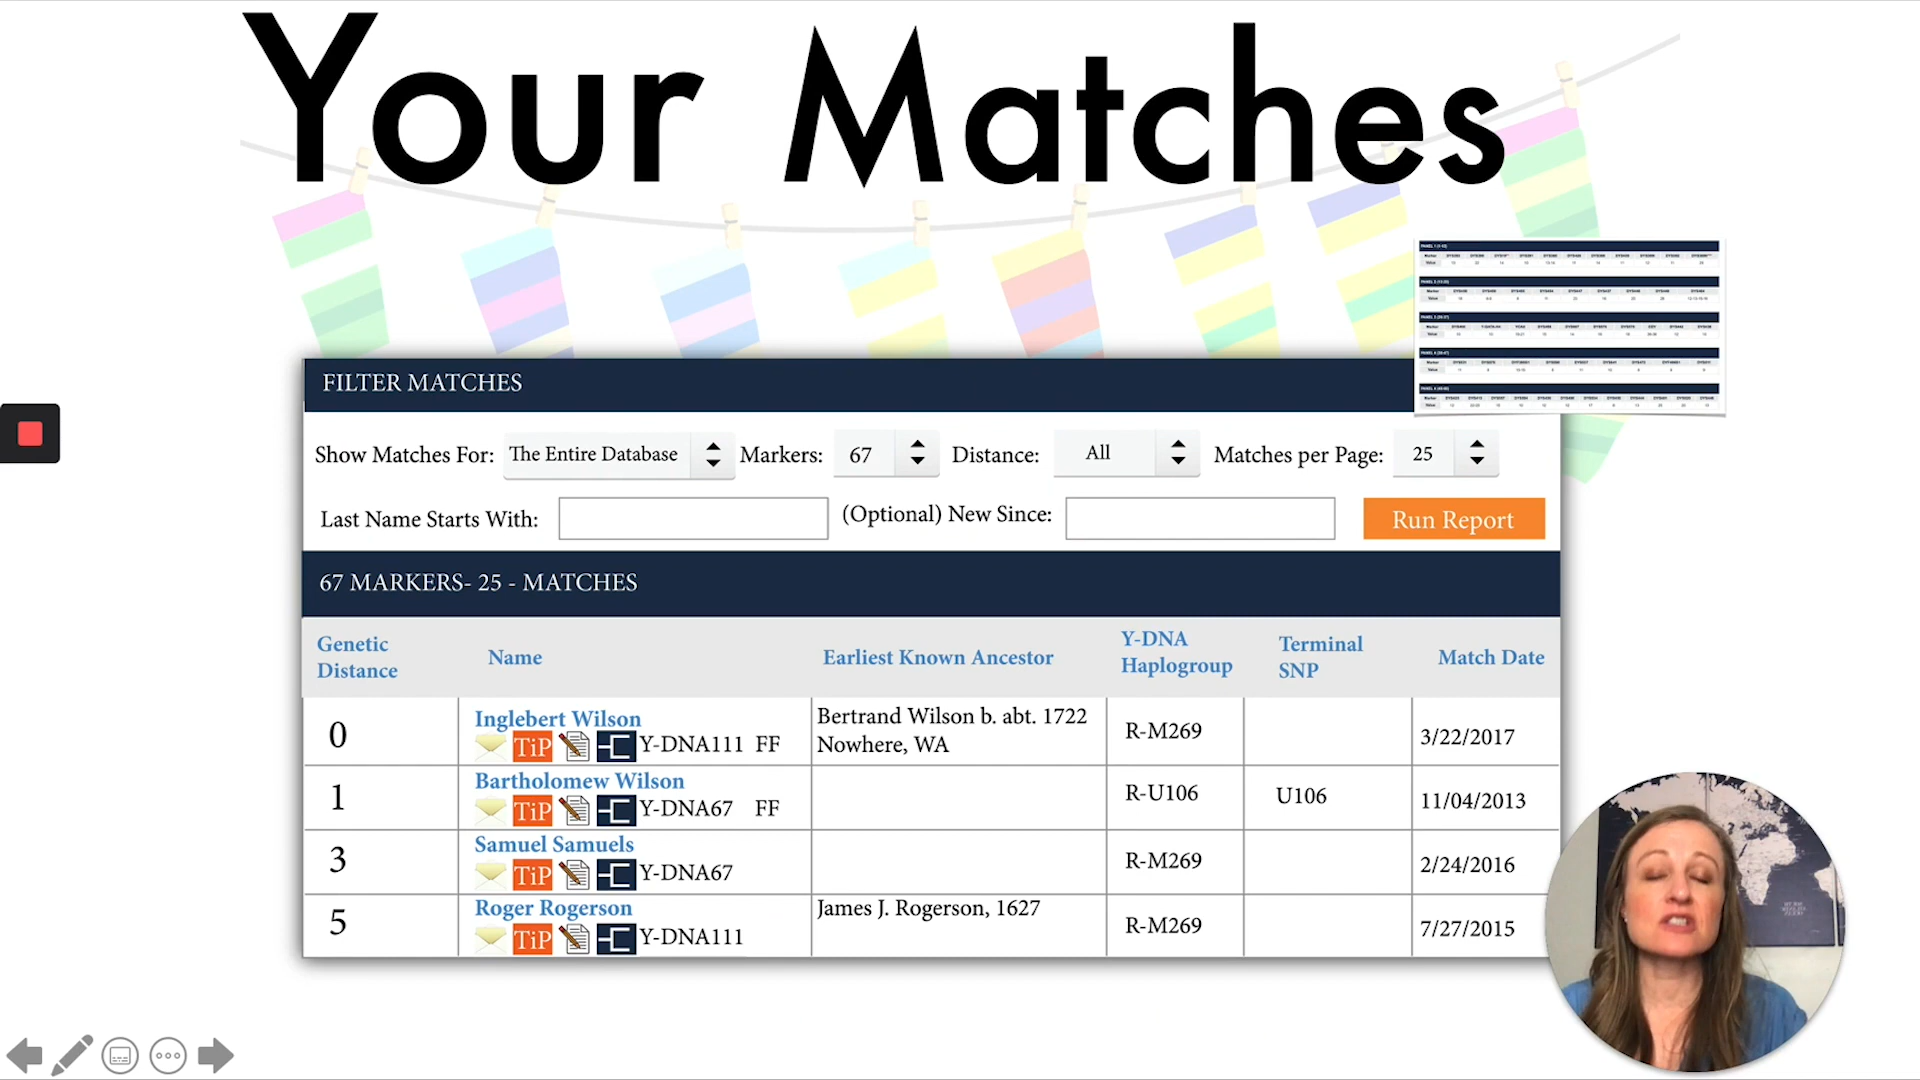 Your Matches
FILTER MATCHES
Show Matches For: The Entire Database Markers: 67 Distance: All Matches per Page: 25
Last Name Starts With: (Optional) New Since: Run Report
67 MARKERS- 25 - MATCHES
Genetic Distance Name Earliest Known Ancestor Y-DNA Haplogroup Terminal SNP Match Date
0 Inglebert Wilson Bertrand Wilson b. abt. 1722 R-M269 3/22/2017
TiP Y-DNA111 FF Nowhere, WA
1 Bartholomew Wilson R-U106 U106 11/04/2013
TiP Y-DNA67 FF
3 Samuel Samuels R-M269 2/24/2016
TiP Y-DNA67
5 Roger Rogerson James J. Rogerson, 1627 R-M269 7/27/2015
TiP Y-DNA111